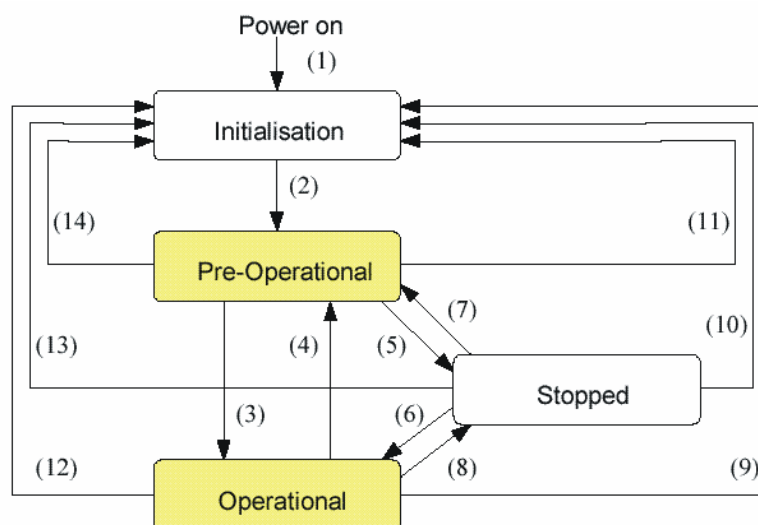 Power on
(1)
Initialisation
(2)
(14)
(11)
Pre-Operational
(7)
(10)
(13)
(4)
(5)
Stopped
(3)
(6)
(12)
(8)
(9)
Operational